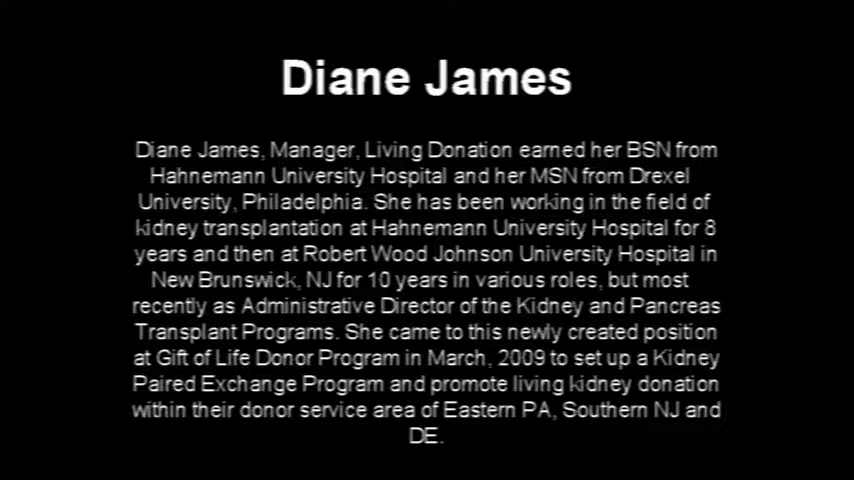 Diane James
Diane James, Manager, Living Donation earned her BSN from
Hahnemann University Hospital and her MSN from Drexel
University, Philadelphia. She has been working in the field of
kidney transplantation at Hahnemann University Hospital for 8
years and then at Robert Wood Johnson University Hospital in
New Brunswick, NJ for 10 years in various roles, but most
recently as Administrative Director of the Kidney and Pancreas
Transplant Programs. She came to this newly created position
at Gift of Life Donor Program in March, 2009 to set up a Kidney
Paired Exchange Program and promote living kidney donation
within their donor service area of Eastern PA, Southern NJ and
DE.